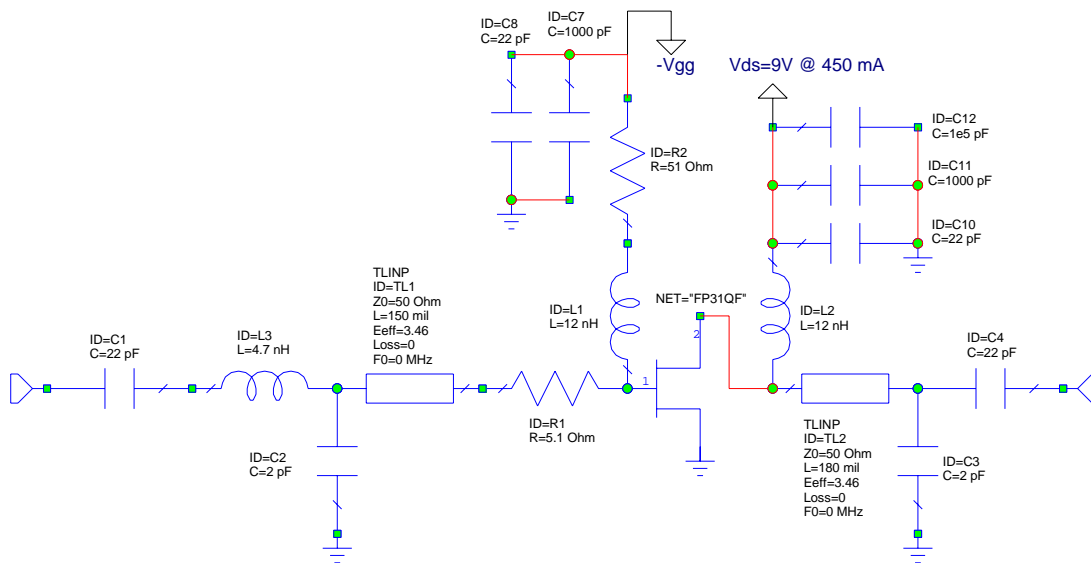 ID=C8
C=22 pF
ID=C7
C=1000 pF
-Vgg
Vds=9V @ 450 mA
ID=R2
R=51 Ohm
ID=C12
C=1e5 pF
ID=C11
C=1000 pF
ID=C10
C=22 pF
TLINP
ID=TL1
Z0=50 Ohm
L=150 mil
Eeff=3.46
Loss=0
F0=0 MHz
ID=L1
L=12 nH
NET="FP31QF"
ID=L2
L=12 nH
ID=C1
C=22 pF
ID=L3
L=4.7 nH
2
1
ID=C4
C=22 pF
ID=R1
R=5.1 Ohm
ID=C2
C=2 pF
TLINP
ID=TL2
Z0=50 Ohm
L=180 mil
Eeff=3.46
Loss=0
F0=0 MHz
ID=C3
C=2 pF